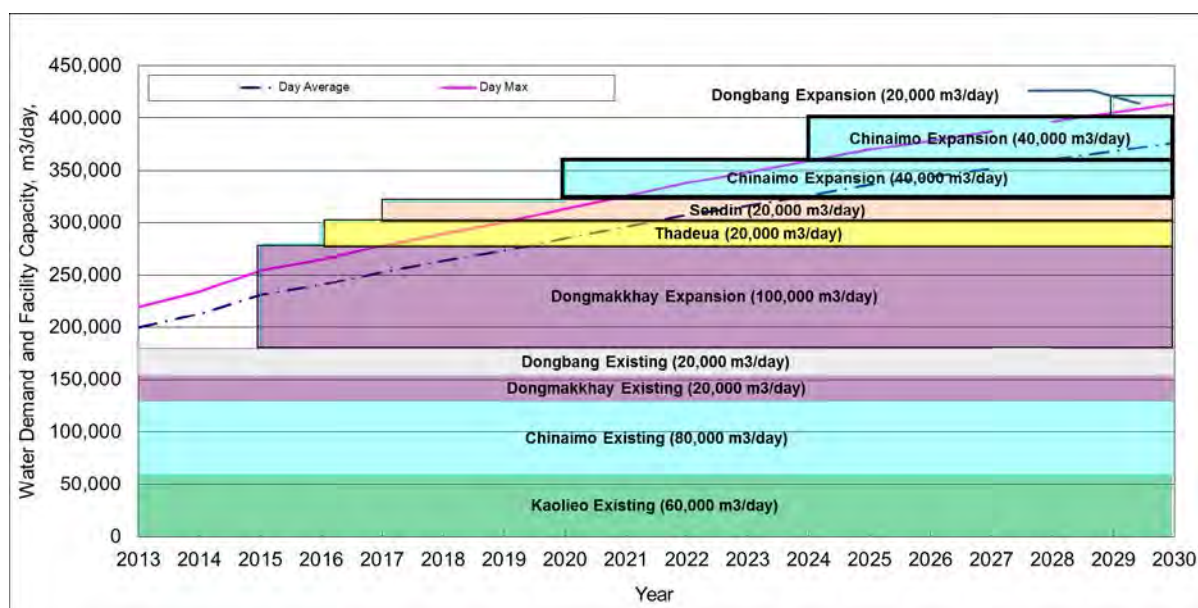 Water Demand and Facility Capacity, m3/day,
450,000
400,000
350,000
300,000
250,000
200,000
150,000
100,000
50,000
0
Day Average
Day Max
Dongbang Expansion (20,000 m3/day)
Chinaimo Expansion (40,000 m3/day)
Chinaimo Expansion (40,000 m3/day)
Sendin (20,000 m3/day)
Thadeua (20,000 m3/day)
Dongmakkhay Expansion (100,000 m3/day)
Dongbang Existing (20,000 m3/day)
Dongmakkhay Existing (20,000 m3/day)
Chinaimo Existing (80,000 m3/day)
Kaolieo Existing (60,000 m3/day)
2013 2014 2015 2016 2017 2018 2019 2020 2021 2022 2023 2024 2025 2026 2027 2028 2029 2030
Year